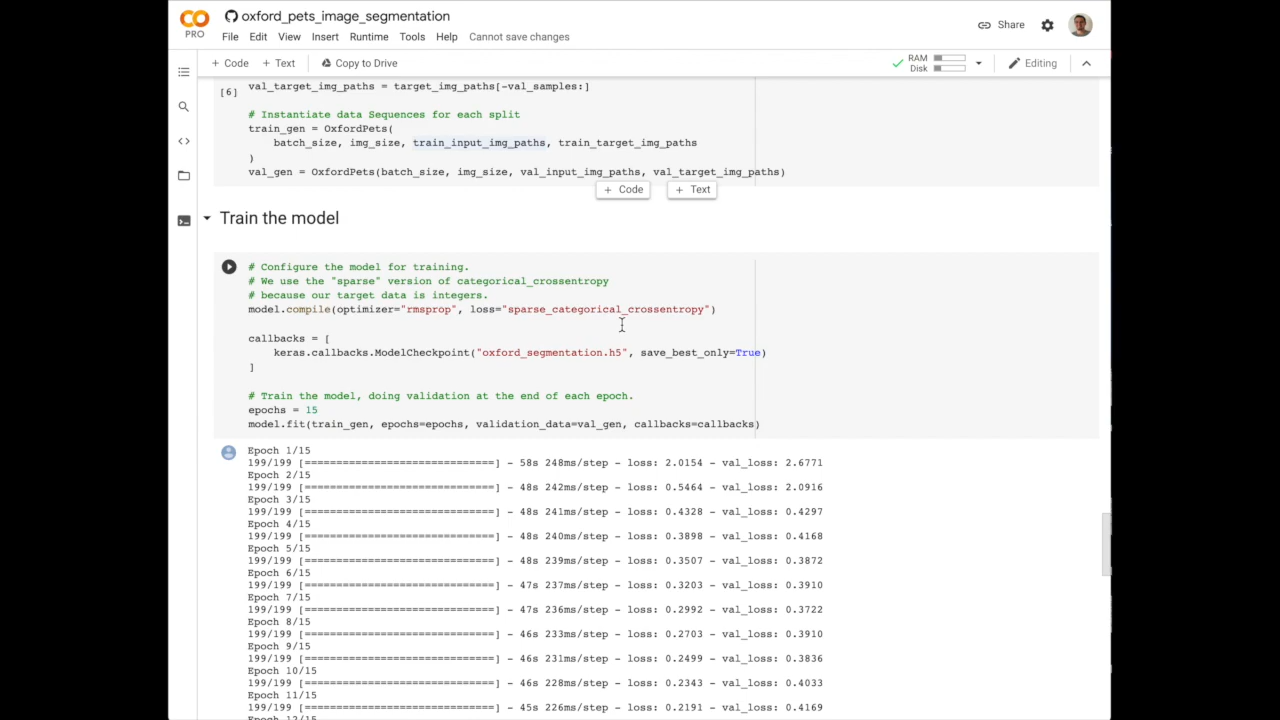 oxford_pets_image_segmentation
PRO
File Edit View Insert Runtime Tools Help Cannot save changes
Share
+ Code + Text Copy to Drive
RAM
Disk
Editing
[6]
val_target_img_paths = target_img_paths[-val_samples:]
# Instantiate data Sequences for each split
train_gen = OxfordPets(
    batch_size, img_size, train_input_img_paths, train_target_img_paths
)
val_gen = OxfordPets(batch_size, img_size, val_input_img_paths, val_target_img_paths)
+ Code + Text
Train the model
# Configure the model for training.
# We use the "sparse" version of categorical_crossentropy
# because our target data is integers.
model.compile(optimizer="rmsprop", loss="sparse_categorical_crossentropy")
callbacks = [
    keras.callbacks.ModelCheckpoint("oxford_segmentation.h5", save_best_only=True)
]
# Train the model, doing validation at the end of each epoch.
epochs = 15
model.fit(train_gen, epochs=epochs, validation_data=val_gen, callbacks=callbacks)
Epoch 1/15
199/199 [==============================] - 58s 248ms/step - loss: 2.0154 - val_loss: 2.6771
Epoch 2/15
199/199 [==============================] - 48s 242ms/step - loss: 0.5464 - val_loss: 2.0916
Epoch 3/15
199/199 [==============================] - 48s 241ms/step - loss: 0.4328 - val_loss: 0.4297
Epoch 4/15
199/199 [==============================] - 48s 240ms/step - loss: 0.3898 - val_loss: 0.4168
Epoch 5/15
199/199 [==============================] - 48s 239ms/step - loss: 0.3507 - val_loss: 0.3872
Epoch 6/15
199/199 [==============================] - 47s 237ms/step - loss: 0.3203 - val_loss: 0.3910
Epoch 7/15
199/199 [==============================] - 47s 236ms/step - loss: 0.2992 - val_loss: 0.3722
Epoch 8/15
199/199 [==============================] - 46s 233ms/step - loss: 0.2703 - val_loss: 0.3910
Epoch 9/15
199/199 [==============================] - 46s 231ms/step - loss: 0.2499 - val_loss: 0.3836
Epoch 10/15
199/199 [==============================] - 46s 228ms/step - loss: 0.2343 - val_loss: 0.4033
Epoch 11/15
199/199 [==============================] - 45s 226ms/step - loss: 0.2191 - val_loss: 0.4169
Epoch 12/15